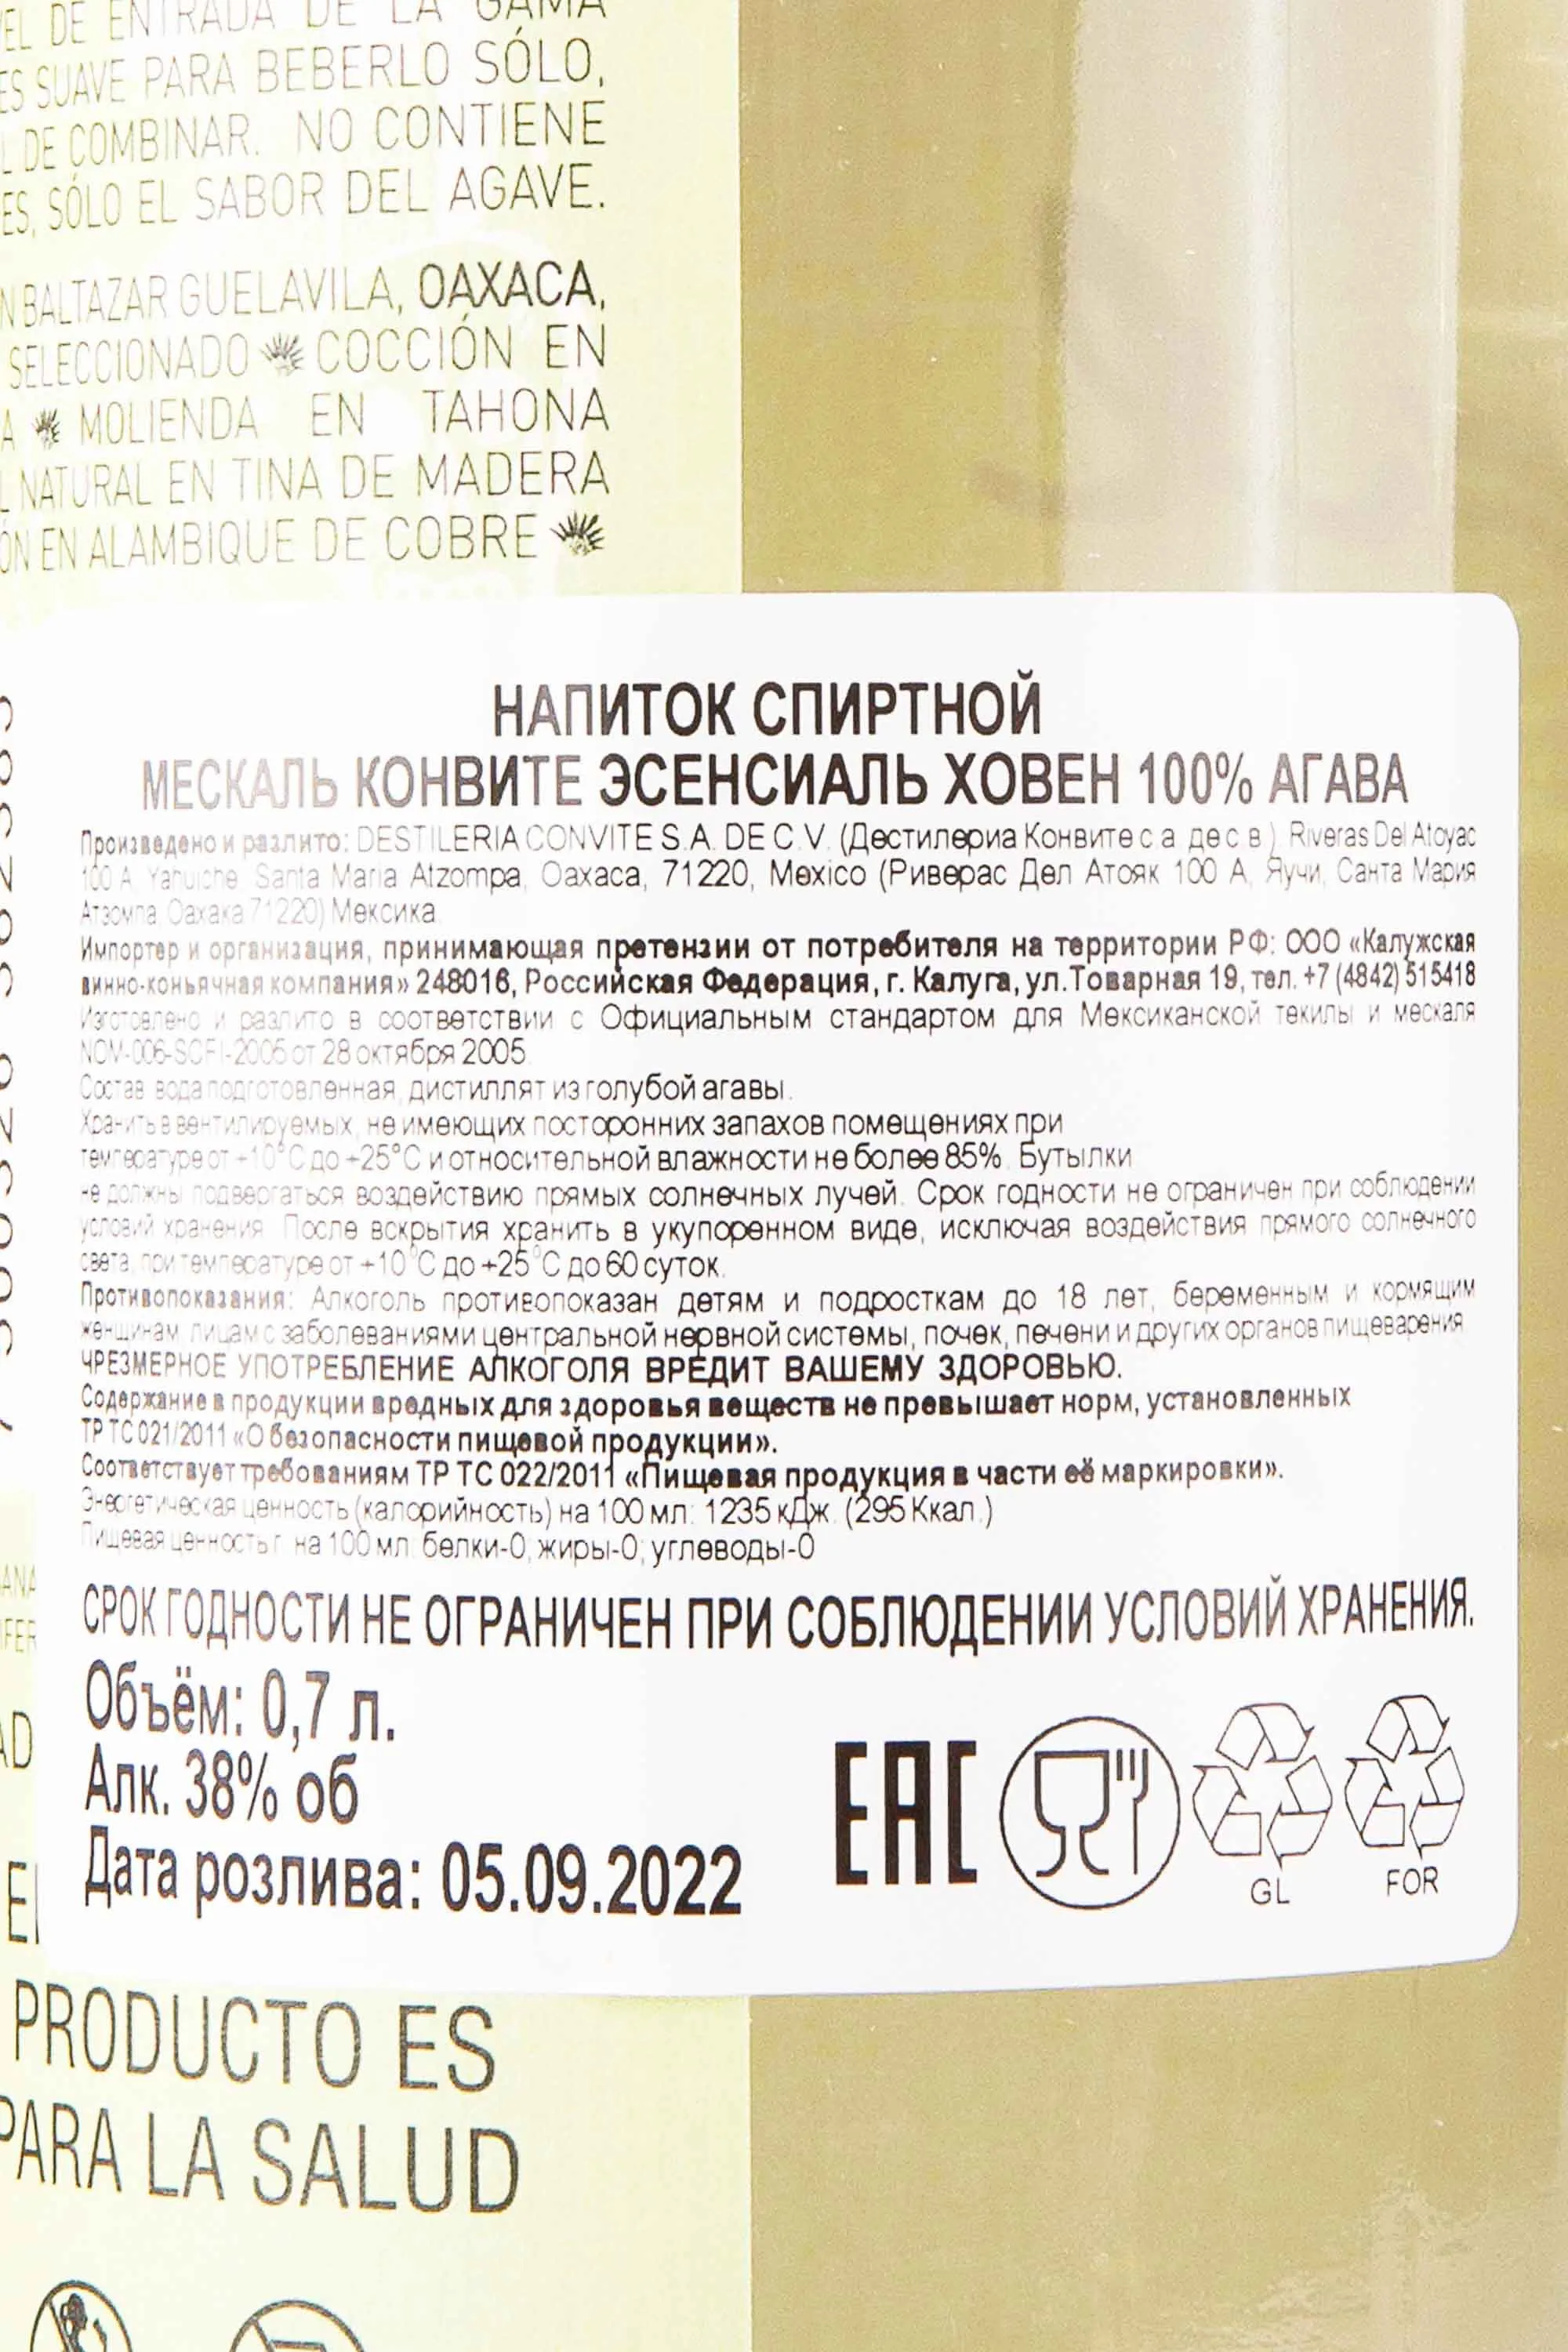 EL DE ENTRADA DE LA GAMA
ES SUAVE PARA BEBERLO SÓLO,
L DE COMBINAR. NO CONTIENE
ES, SÓLO EL SABOR DEL AGAVE.
N BALTAZAR GUELAVILA, OAXACA,
SELECCIONADO COCCIÓN EN
A MOLIENDA EN TAHONA
L NATURAL EN TINA DE MADERA
ÓN EN ALAMBIQUE DE COBRE
НАПИТОК СПИРТНОЙ
МЕСКАЛЬ КОНВИТЕ ЭСЕНСИАЛЬ ХОВЕН 100% АГАВА
Произведено и разлито: DESTILERIA CONVITE S.A. DE C.V. (Дестилериа Конвите с а де с в.) Riveras Del Atoyac
100 A, Yahuiche, Santa Maria Atzompa, Oaxaca, 71220, Mexico (Риверас Дел Атояк 100 А, Яучи, Санта Мария
Атзомпа, Оахака 71220) Мексика
Импортер и организация, принимающая претензии от потребителя на территории РФ: ООО «Калужская
винно-коньячная компания» 248016, Российская Федерация, г. Калуга, ул.Товарная 19, тел. +7 (4842) 515418
Изготовлено и разлито в соответствии с Официальным стандартом для Мексиканской текилы и мескаля
NOM-006-SCFI-2005 от 28 октября 2005
Состав: вода подготовленная, дистиллят из голубой агавы.
Хранить в вентилируемых, не имеющих посторонних запахов помещениях при
температуре от +10°С до +25°С и относительной влажности не более 85%. Бутылки
не должны подвергаться воздействию прямых солнечных лучей. Срок годности не ограничен при соблюдении
условий хранения. После вскрытия хранить в укупоренном виде, исключая воздействия прямого солнечного
света, при температуре от +10°С до +25°С до 60 суток.
Противопоказания: Алкоголь противопоказан детям и подросткам до 18 лет, беременным и кормящим
женщинам, лицам с заболеваниями центральной нервной системы, почек, печени и других органов пищеварения
ЧРЕЗМЕРНОЕ УПОТРЕБЛЕНИЕ АЛКОГОЛЯ ВРЕДИТ ВАШЕМУ ЗДОРОВЬЮ.
Содержание в продукции вредных для здоровья веществ не превышает норм, установленных
ТР ТС 021/2011 «О безопасности пищевой продукции».
Соответствует требованиям ТР ТС 022/2011 «Пищевая продукция в части её маркировки».
Энергетическая ценность (калорийность) на 100 мл: 1235 кДж. (295 Ккал.)
Пищевая ценность г. на 100 мл: белки-0; жиры-0; углеводы-0
СРОК ГОДНОСТИ НЕ ОГРАНИЧЕН ПРИ СОБЛЮДЕНИИ УСЛОВИЙ ХРАНЕНИЯ.
Объём: 0,7 л.
Алк. 38% об
Дата розлива: 05.09.2022
EAC
GL
FOR
PRODUCTO ES
PARA LA SALUD